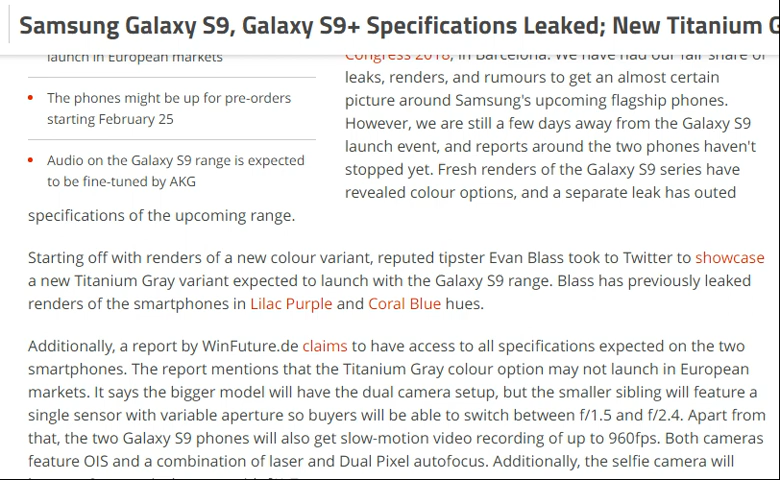 Samsung Galaxy S9, Galaxy S9+ Specifications Leaked; New Titanium G
launch in European markets
The phones might be up for pre-orders
starting February 25
Audio on the Galaxy S9 range is expected
to be fine-tuned by AKG
Congress 2018, in Barcelona. We have had our fair share of
leaks, renders, and rumours to get an almost certain
picture around Samsung's upcoming flagship phones.
However, we are still a few days away from the Galaxy S9
launch event, and reports around the two phones haven't
stopped yet. Fresh renders of the Galaxy S9 series have
revealed colour options, and a separate leak has outed
specifications of the upcoming range.
Starting off with renders of a new colour variant, reputed tipster Evan Blass took to Twitter to showcase
a new Titanium Gray variant expected to launch with the Galaxy S9 range. Blass has previously leaked
renders of the smartphones in Lilac Purple and Coral Blue hues.
Additionally, a report by WinFuture.de claims to have access to all specifications expected on the two
smartphones. The report mentions that the Titanium Gray colour option may not launch in European
markets. It says the bigger model will have the dual camera setup, but the smaller sibling will feature a
single sensor with variable aperture so buyers will be able to switch between f/1.5 and f/2.4. Apart from
that, the two Galaxy S9 phones will also get slow-motion video recording of up to 960fps. Both cameras
feature OIS and a combination of laser and Dual Pixel autofocus. Additionally, the selfie camera will